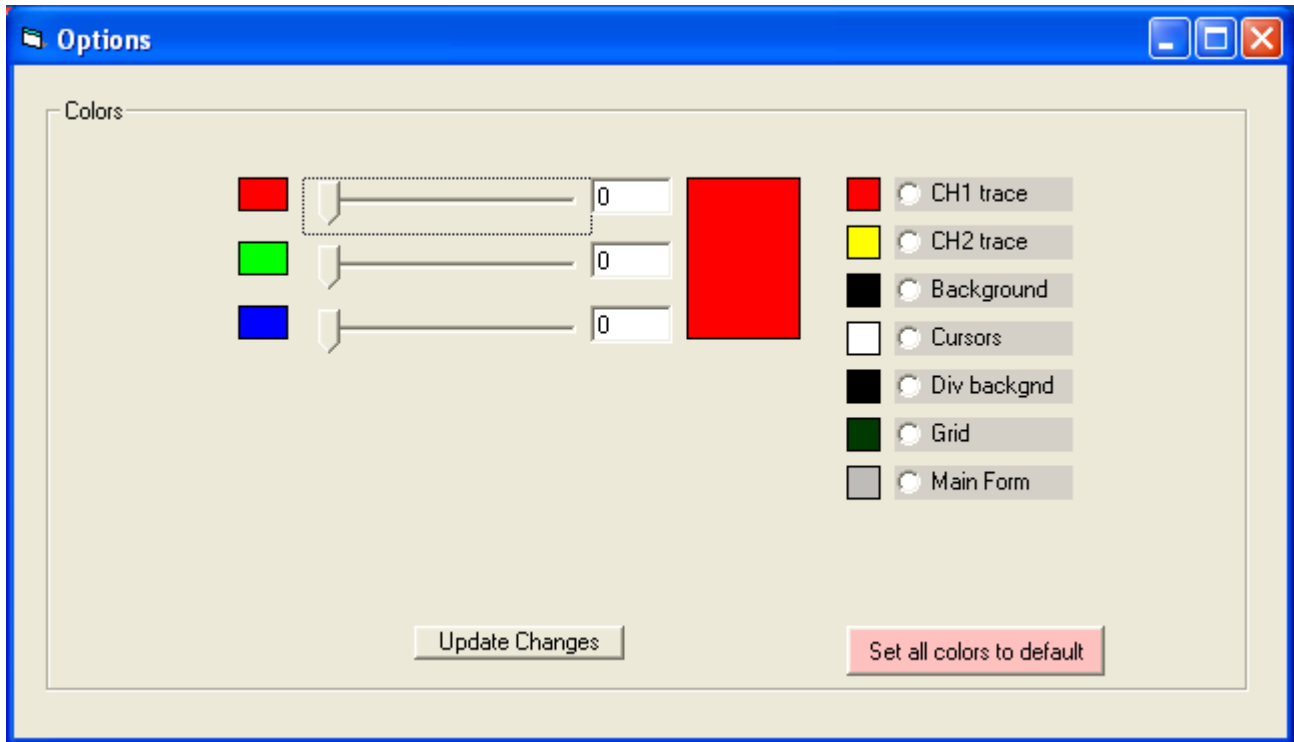 Options
Colors
0
0
0
CH1 trace
CH2 trace
Background
Cursors
Div backgnd
Grid
Main Form
Update Changes
Set all colors to default